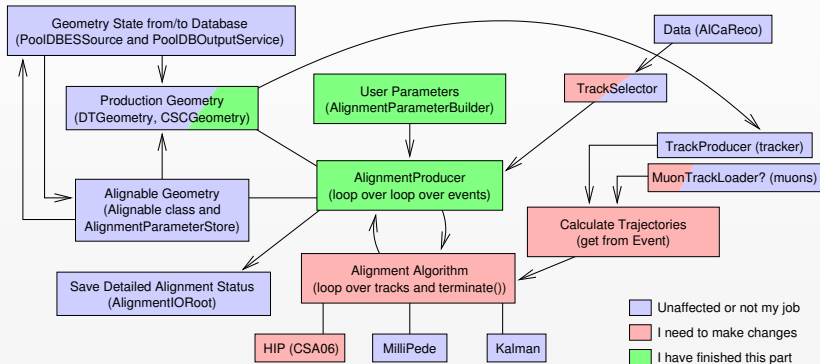 Geometry State from/to Database
(PoolDBESSource and PoolDBOutputService)
Data (AlCaReco)
Production Geometry
(DTGeometry, CSCGeometry)
User Parameters
(AlignmentParameterBuilder)
TrackSelector
TrackProducer (tracker)
MuonTrackLoader? (muons)
Alignable Geometry
(Alignable class and
AlignmentParameterStore)
AlignmentProducer
(loop over loop over events)
Calculate Trajectories
(get from Event)
Save Detailed Alignment Status
(AlignmentIORoot)
Alignment Algorithm
(loop over tracks and terminate())
HIP (CSA06)
MilliPede
Kalman
Unaffected or not my job
I need to make changes
I have finished this part